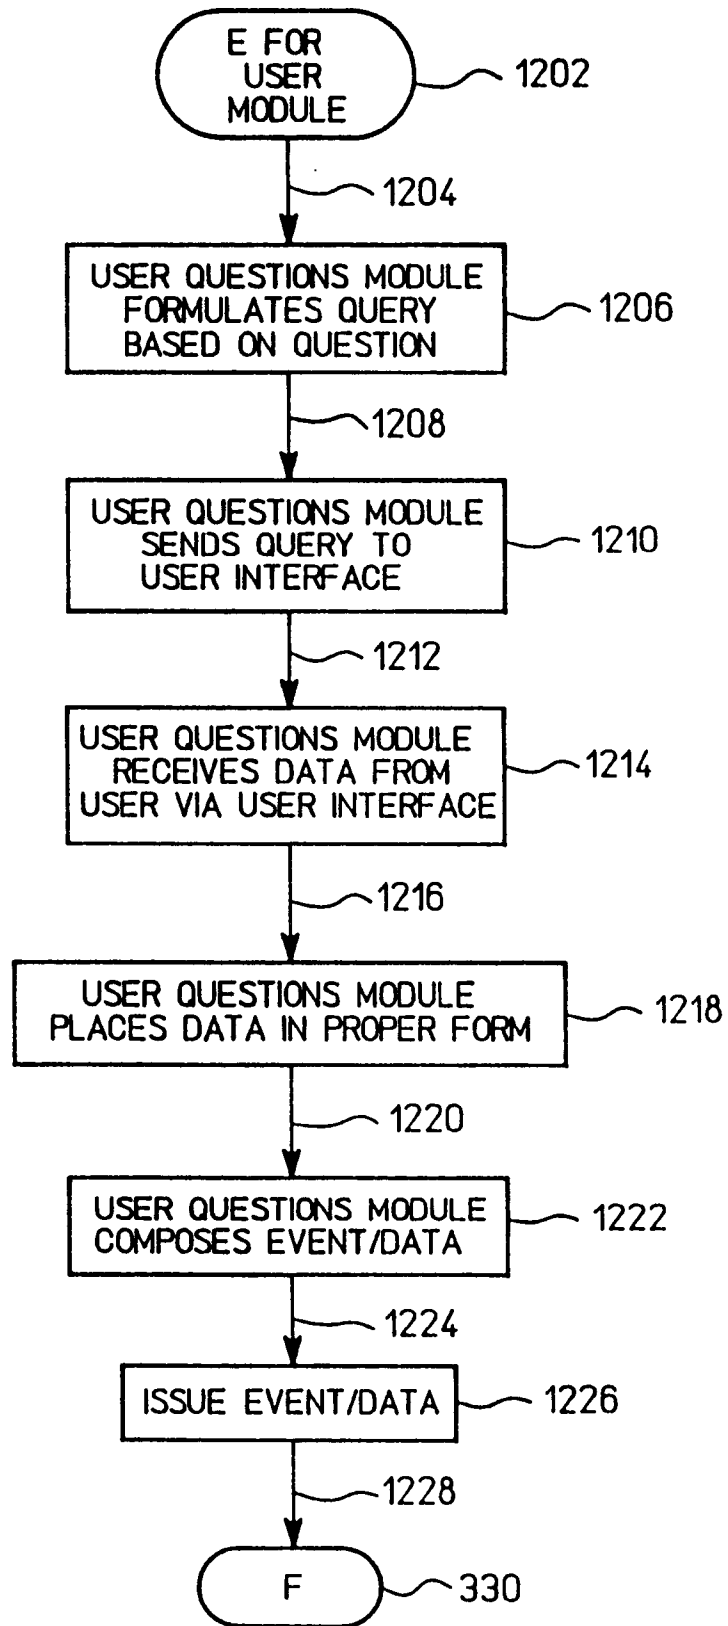 E FOR
USER
MODULE
1202
1204
USER QUESTIONS MODULE
FORMULATES QUERY
BASED ON QUESTION
1206
1208
USER QUESTIONS MODULE
SENDS QUERY TO
USER INTERFACE
1210
1212
USER QUESTIONS MODULE
RECEIVES DATA FROM
USER VIA USER INTERFACE
1214
1216
USER QUESTIONS MODULE
PLACES DATA IN PROPER FORM
1218
1220
USER QUESTIONS MODULE
COMPOSES EVENT/DATA
1222
1224
ISSUE EVENT/DATA
1226
1228
F
330